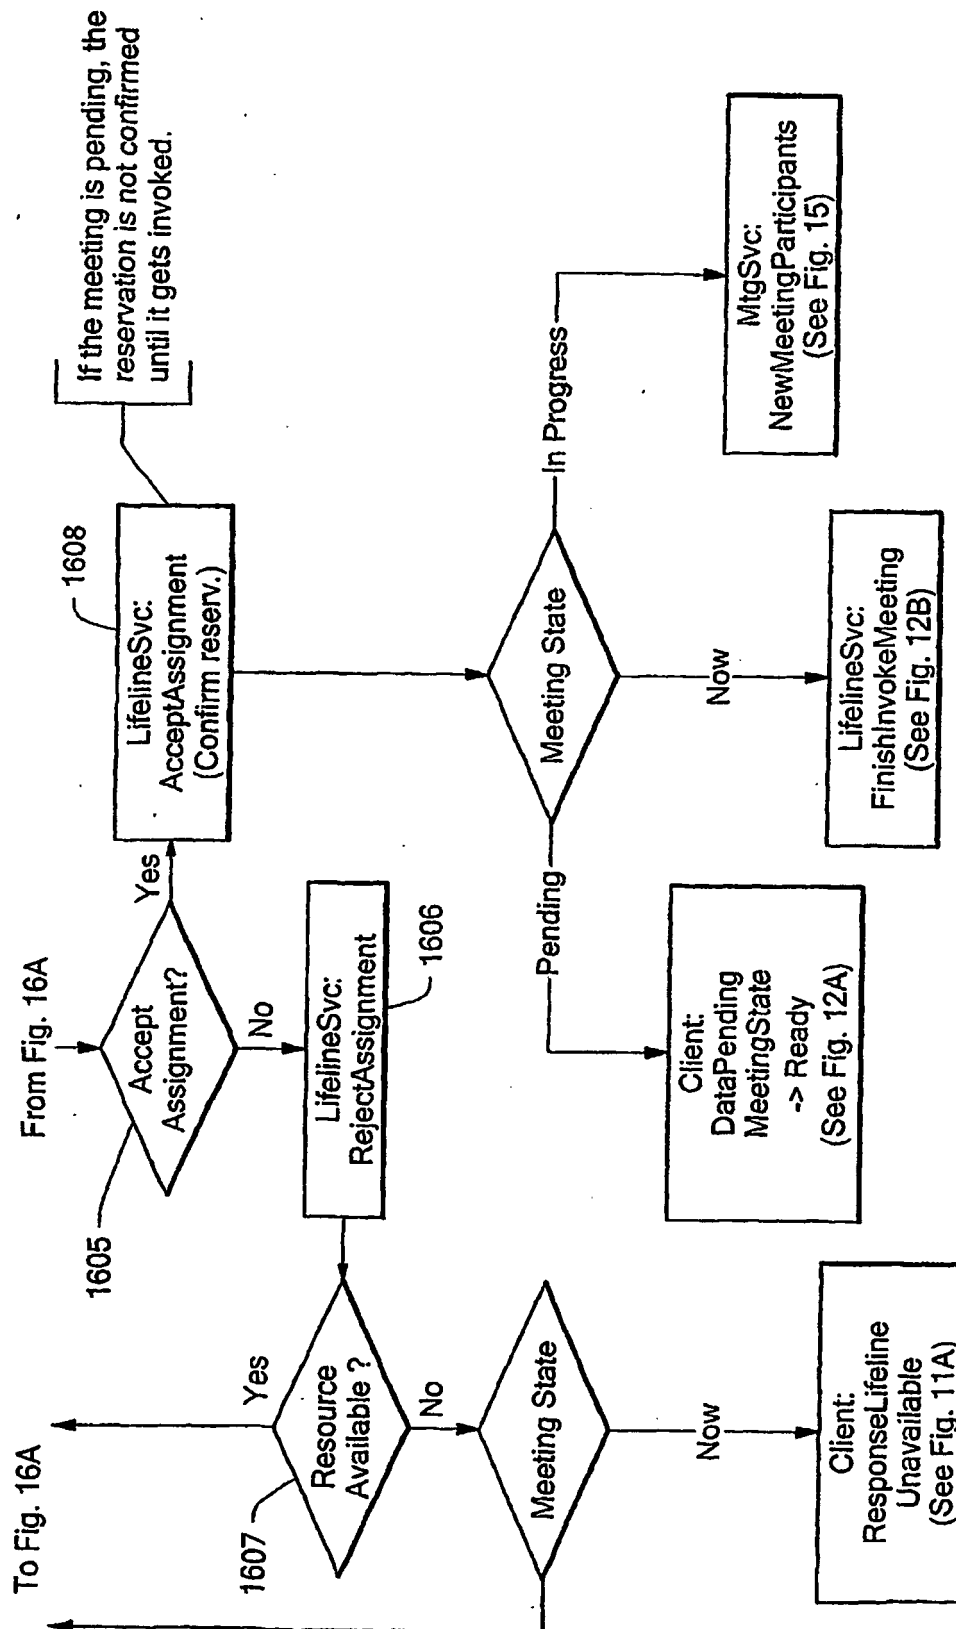 To Fig. 16A
From Fig. 16A
1605
Accept
Assignment?
Yes
No
1608
LifelineSvc:
AcceptAssignment
(Confirm reserv.)
If the meeting is pending, the
reservation is not confirmed
until it gets invoked.
LifelineSvc:
RejectAssignment
1606
1607
Resource
Available ?
Yes
No
Meeting State
Now
Client:
ResponseLifeline
Unavailable
(See Fig. 11A)
Meeting State
Pending
Now
In Progress
Client:
DataPending
MeetingState
-> Ready
(See Fig. 12A)
LifelineSvc:
FinishInvokeMeeting
(See Fig. 12B)
MtgSvc:
NewMeetingParticipants
(See Fig. 15)